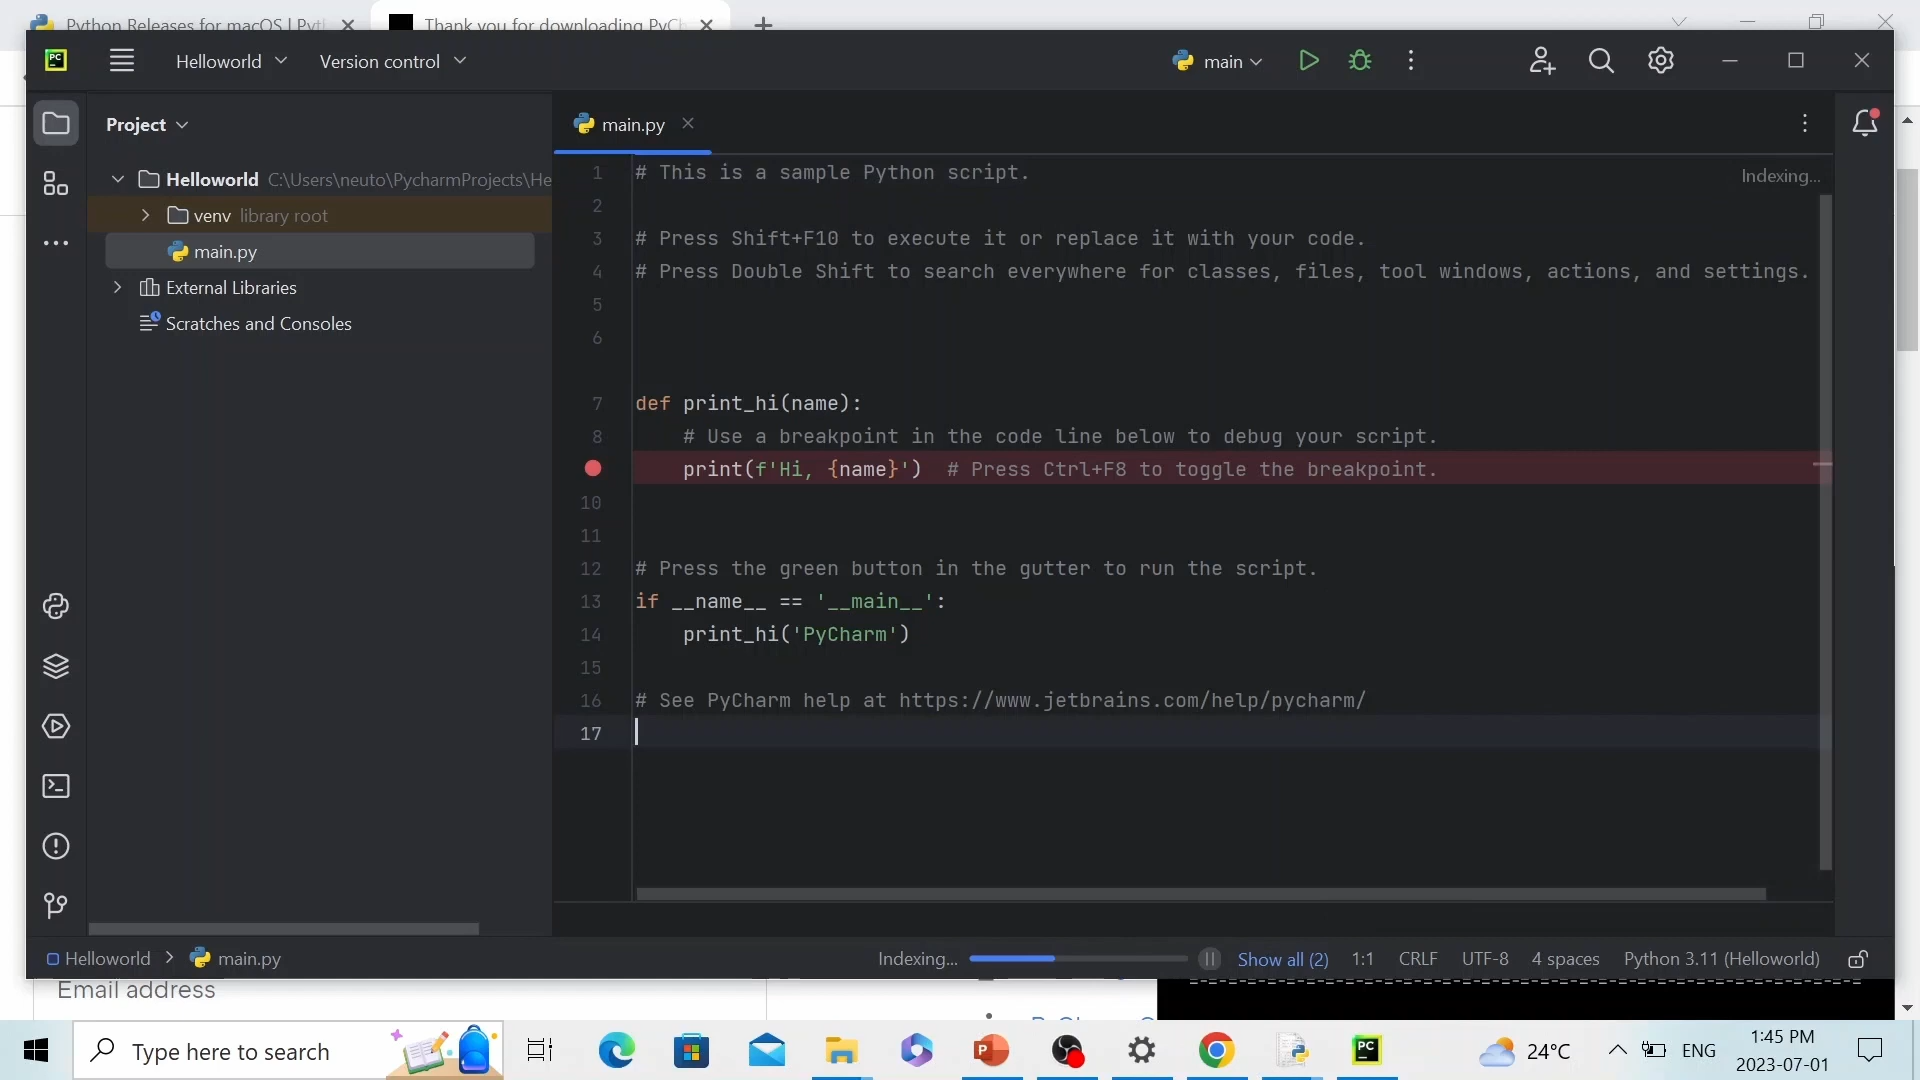 Python Releases for macOS | Pyth
Thank you for downloading PyCh
PC
Helloworld
Version control
main
Project
main.py
Helloworld C:\Users\neuto\PycharmProjects\He
venv library root
main.py
External Libraries
Scratches and Consoles
Indexing...
1 # This is a sample Python script.
2
3 # Press Shift+F10 to execute it or replace it with your code.
4 # Press Double Shift to search everywhere for classes, files, tool windows, actions, and settings.
5
6
7 def print_hi(name):
8 # Use a breakpoint in the code line below to debug your script.
print(f'Hi, {name}') # Press Ctrl+F8 to toggle the breakpoint.
10
11
12 # Press the green button in the gutter to run the script.
13 if __name__ == '__main__':
14 print_hi('PyCharm')
15
16 # See PyCharm help at https://www.jetbrains.com/help/pycharm/
17
Helloworld > main.py
Indexing... Show all (2) 1:1 CRLF UTF-8 4 spaces Python 3.11 (Helloworld)
Email address
Type here to search
PC
24°C
ENG
1:45 PM
2023-07-01